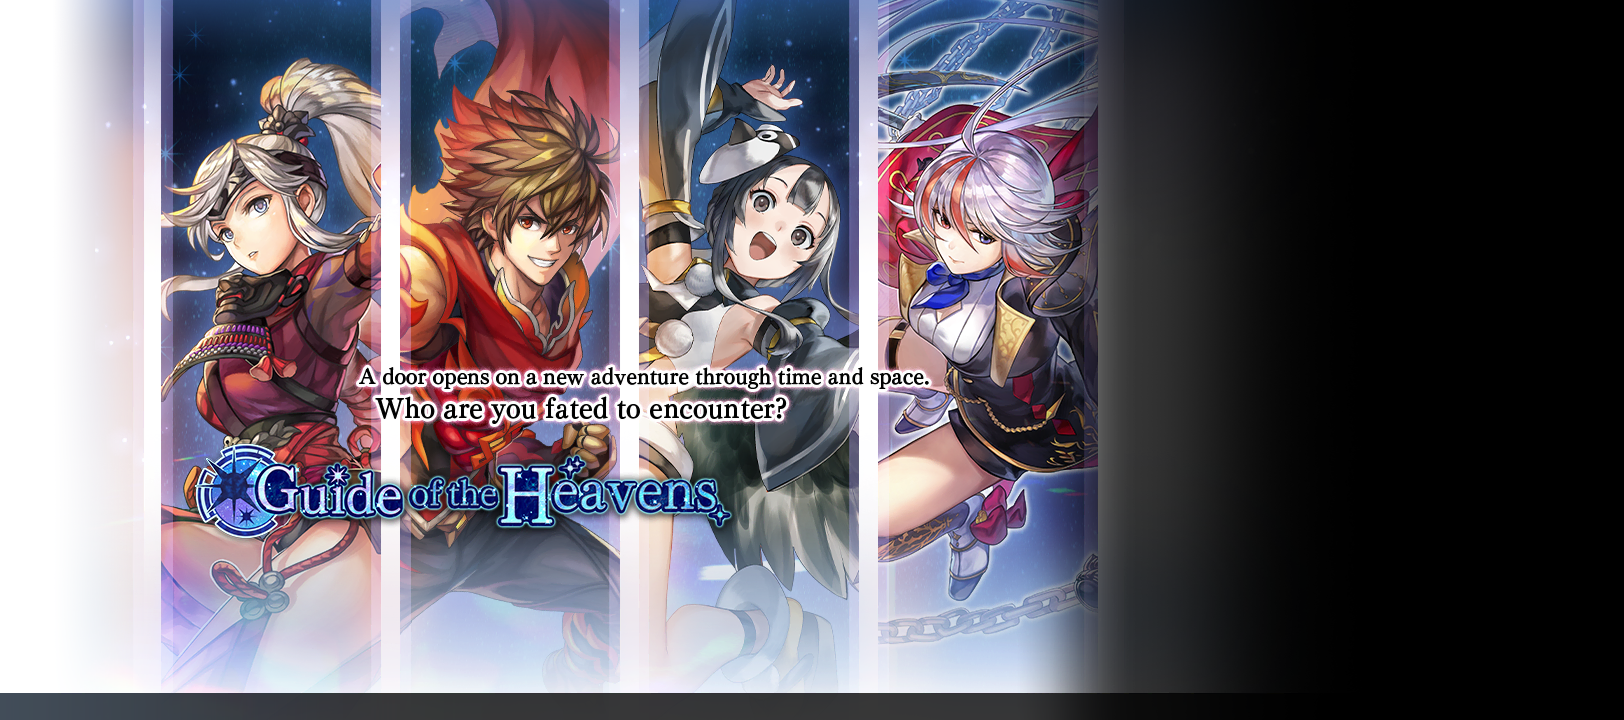 A door opens on a new adventure through time and space.
Who are you fated to encounter?
Guide of the Heavens